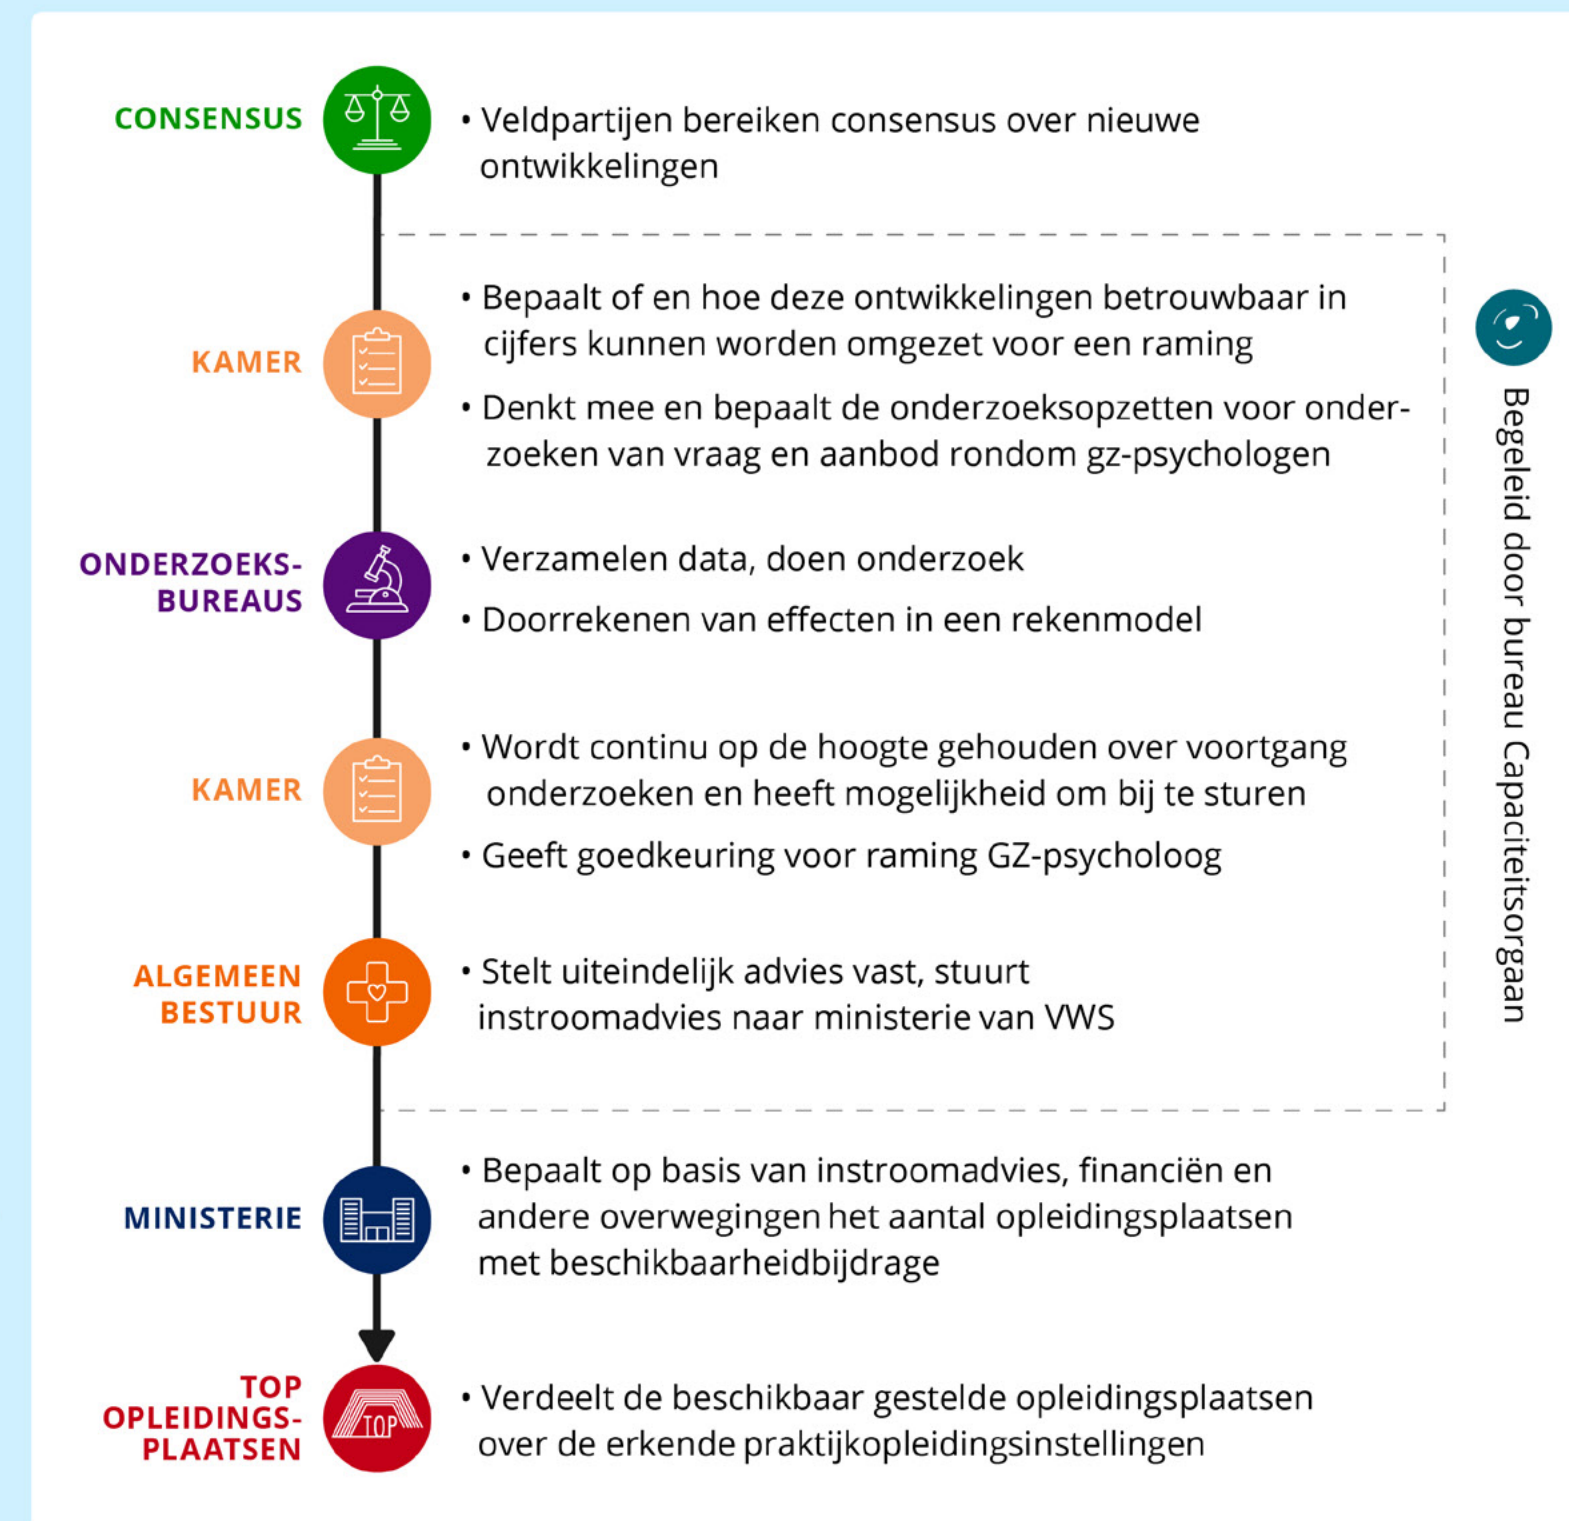 CONSENSUS
• Veldpartijen bereiken consensus over nieuwe
ontwikkelingen
KAMER
• Bepaalt of en hoe deze ontwikkelingen betrouwbaar in
cijfers kunnen worden omgezet voor een raming
• Denkt mee en bepaalt de onderzoeksopzetten voor onder-
zoeken van vraag en aanbod rondom gz-psychologen
ONDERZOEKS-
BUREAUS
• Verzamelen data, doen onderzoek
• Doorrekenen van effecten in een rekenmodel
KAMER
• Wordt continu op de hoogte gehouden over voortgang
onderzoeken en heeft mogelijkheid om bij te sturen
• Geeft goedkeuring voor raming GZ-psycholoog
ALGEMEEN
BESTUUR
• Stelt uiteindelijk advies vast, stuurt
instroomadvies naar ministerie van VWS
Begeleid door bureau Capaciteitsorgaan
MINISTERIE
• Bepaalt op basis van instroomadvies, financiën en
andere overwegingen het aantal opleidingsplaatsen
met beschikbaarheidbijdrage
TOP
OPLEIDINGS-
PLAATSEN
TOP
• Verdeelt de beschikbaar gestelde opleidingsplaatsen
over de erkende praktijkopleidingsinstellingen